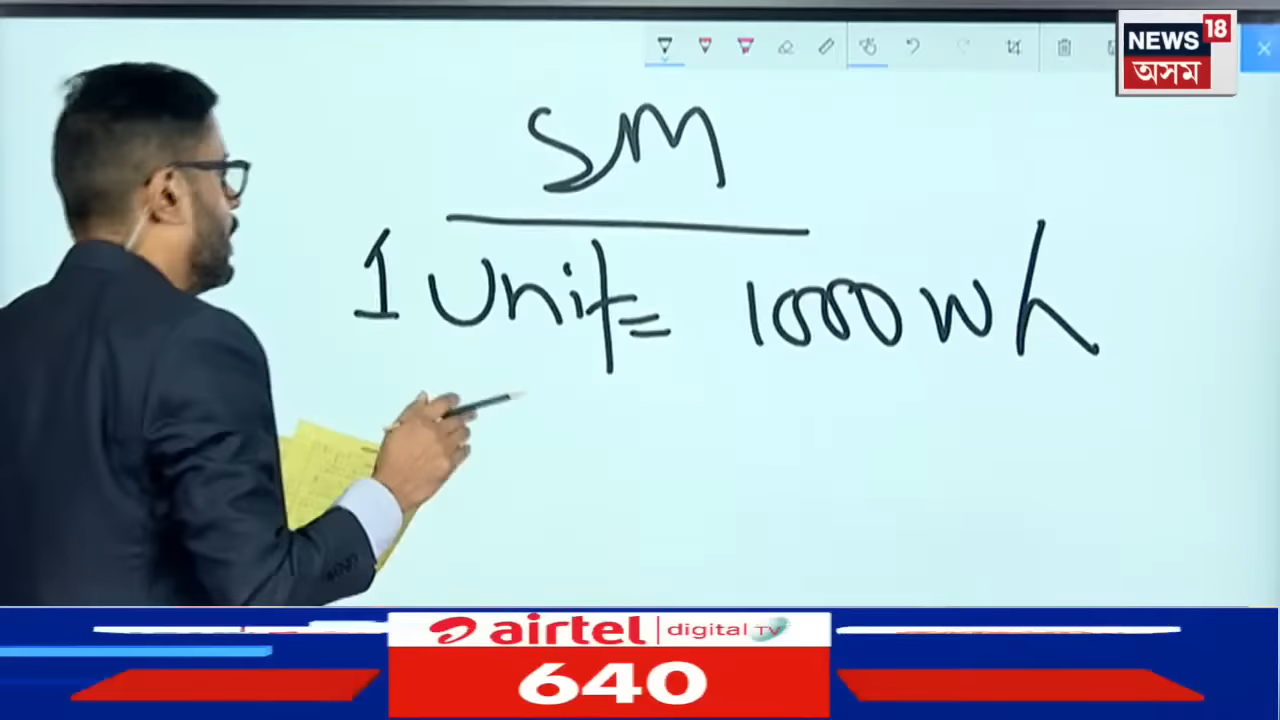 NEWS 18
অসম
SM
1 Unit = 1000 wh
airtel digital TV
640